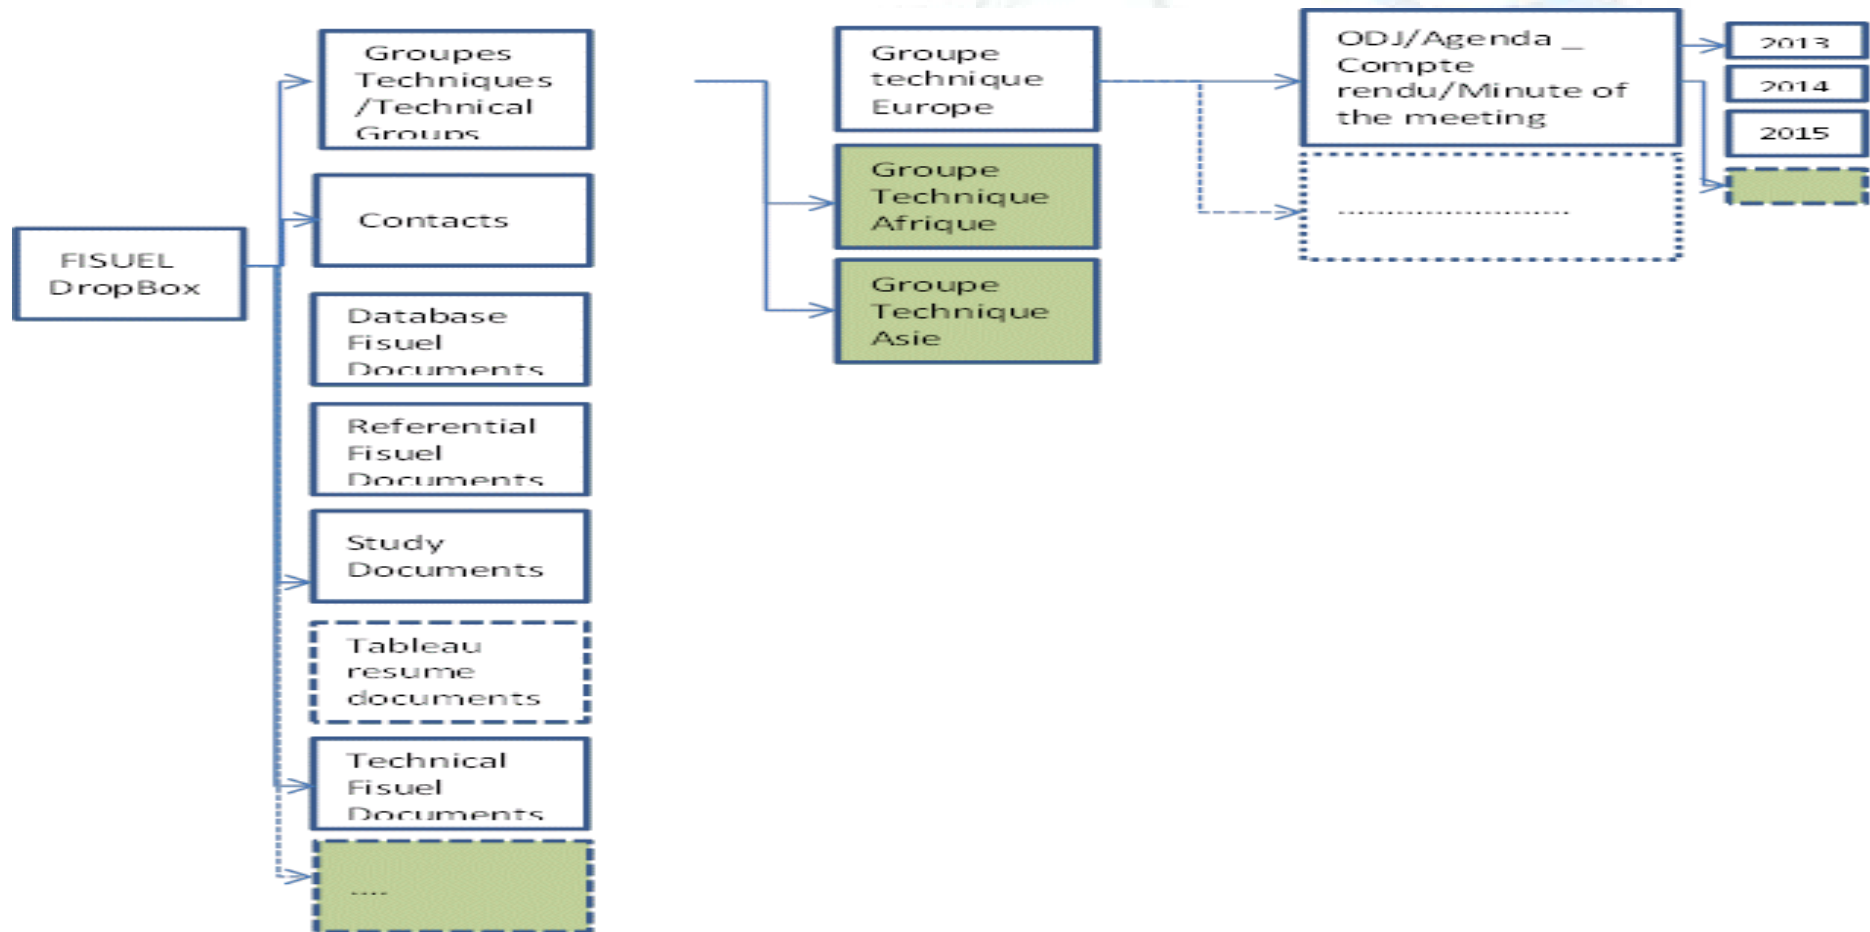 FISUEL
DropBox
Groupes
Techniques
/Technical
Groups
Contacts
Database
Fisuel
Documents
Referential
Fisuel
Documents
Study
Documents
Tableau
resume
documents
Technical
Fisuel
Documents
....
Groupe
technique
Europe
Groupe
Technique
Afrique
Groupe
Technique
Asie
ODJ/Agenda _
Compte
rendu/Minute of
the meeting
........................
2013
2014
2015